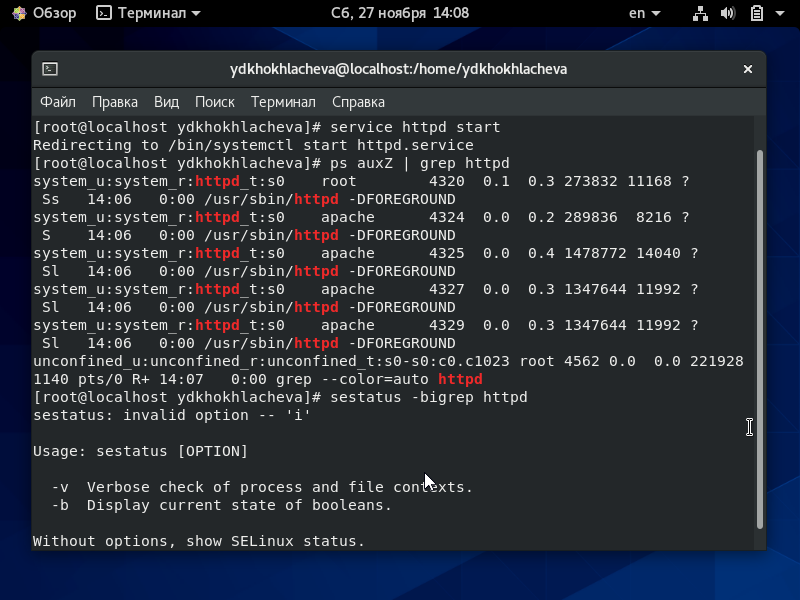 Обзор Терминал Сб, 27 ноября 14:08 en
ydkhokhlacheva@localhost:/home/ydkhokhlacheva
Файл Правка Вид Поиск Терминал Справка
[root@localhost ydkhokhlacheva]# service httpd start
Redirecting to /bin/systemctl start httpd.service
[root@localhost ydkhokhlacheva]# ps auxZ | grep httpd
system_u:system_r:httpd_t:s0    root        4320  0.1  0.3 273832 11168 ?
 Ss   14:06   0:00 /usr/sbin/httpd -DFOREGROUND
system_u:system_r:httpd_t:s0    apache      4324  0.0  0.2 289836  8216 ?
 S    14:06   0:00 /usr/sbin/httpd -DFOREGROUND
system_u:system_r:httpd_t:s0    apache      4325  0.0  0.4 1478772 14040 ?
 Sl   14:06   0:00 /usr/sbin/httpd -DFOREGROUND
system_u:system_r:httpd_t:s0    apache      4327  0.0  0.3 1347644 11992 ?
 Sl   14:06   0:00 /usr/sbin/httpd -DFOREGROUND
system_u:system_r:httpd_t:s0    apache      4329  0.0  0.3 1347644 11992 ?
 Sl   14:06   0:00 /usr/sbin/httpd -DFOREGROUND
unconfined_u:unconfined_r:unconfined_t:s0-s0:c0.c1023 root 4562 0.0  0.0 221928
1140 pts/0 R+ 14:07   0:00 grep --color=auto httpd
[root@localhost ydkhokhlacheva]# sestatus -bigrep httpd
sestatus: invalid option -- 'i'
Usage: sestatus [OPTION]
  -v  Verbose check of process and file contexts.
  -b  Display current state of booleans.
Without options, show SELinux status.